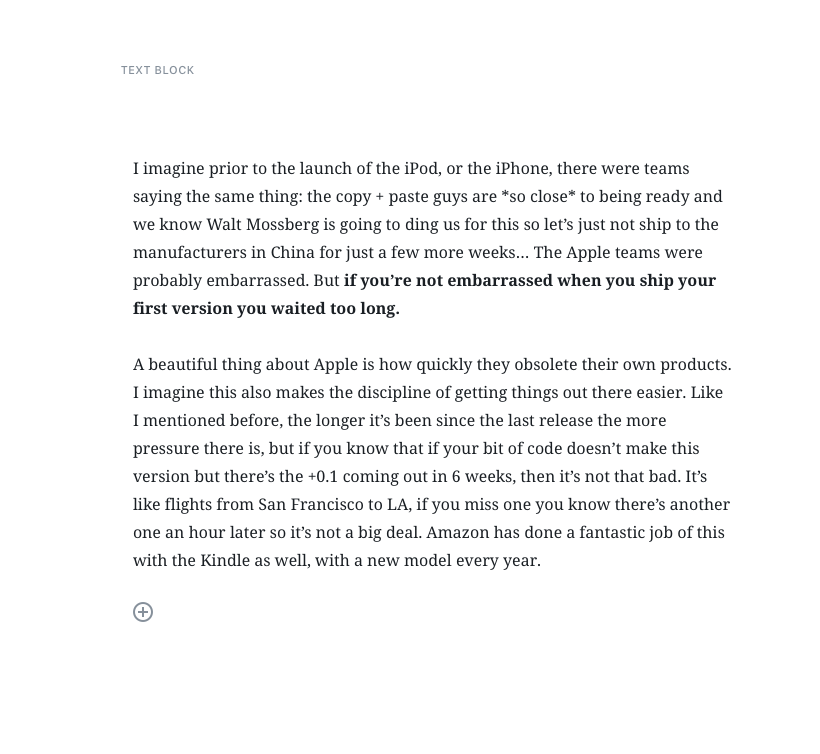 TEXT BLOCK
I imagine prior to the launch of the iPod, or the iPhone, there were teams
saying the same thing: the copy + paste guys are *so close* to being ready and
we know Walt Mossberg is going to ding us for this so let’s just not ship to the
manufacturers in China for just a few more weeks… The Apple teams were
probably embarrassed. But if you’re not embarrassed when you ship your
first version you waited too long.
A beautiful thing about Apple is how quickly they obsolete their own products.
I imagine this also makes the discipline of getting things out there easier. Like
I mentioned before, the longer it’s been since the last release the more
pressure there is, but if you know that if your bit of code doesn’t make this
version but there’s the +0.1 coming out in 6 weeks, then it’s not that bad. It’s
like flights from San Francisco to LA, if you miss one you know there’s another
one an hour later so it’s not a big deal. Amazon has done a fantastic job of this
with the Kindle as well, with a new model every year.